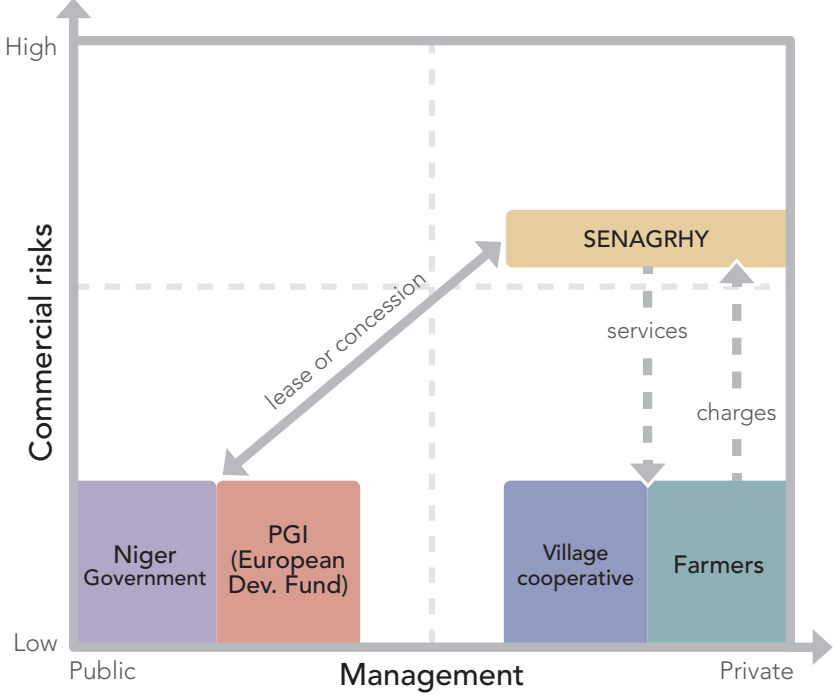 High
Commercial risks
SENAGRHY
lease or concession
services
charges
Niger
Government
PGI
(European
Dev. Fund)
Village
cooperative
Farmers
Low
Public
Management
Private